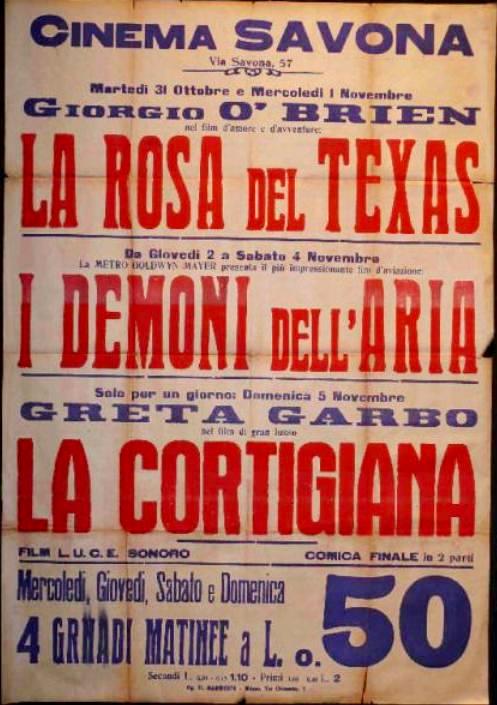 CINEMA SAVONA
Via Savona, 57
Martedì 31 Ottobre e Mercoledì 1 Novembre
GIORGIO O' BRIEN
nel film d'amore e d'avventure:
LA ROSA DEL TEXAS
Da Giovedì 2 a Sabato 4 Novembre
La METRO GOLDWYN MAYER presenta il più impressionante film d'aviazione:
I DEMONI DELL'ARIA
Solo per un giorno: Domenica 5 Novembre
GRETA GARBO
nel film di gran lusso
LA CORTIGIANA
FILM L.U.C.E. SONORO
COMICA FINALE in 2 parti
Mercoledì, Giovedì, Sabato e Domenica
4 GRNADI MATINEE a L. 0.50
Secondi L. 1.10 - Primi L. 2